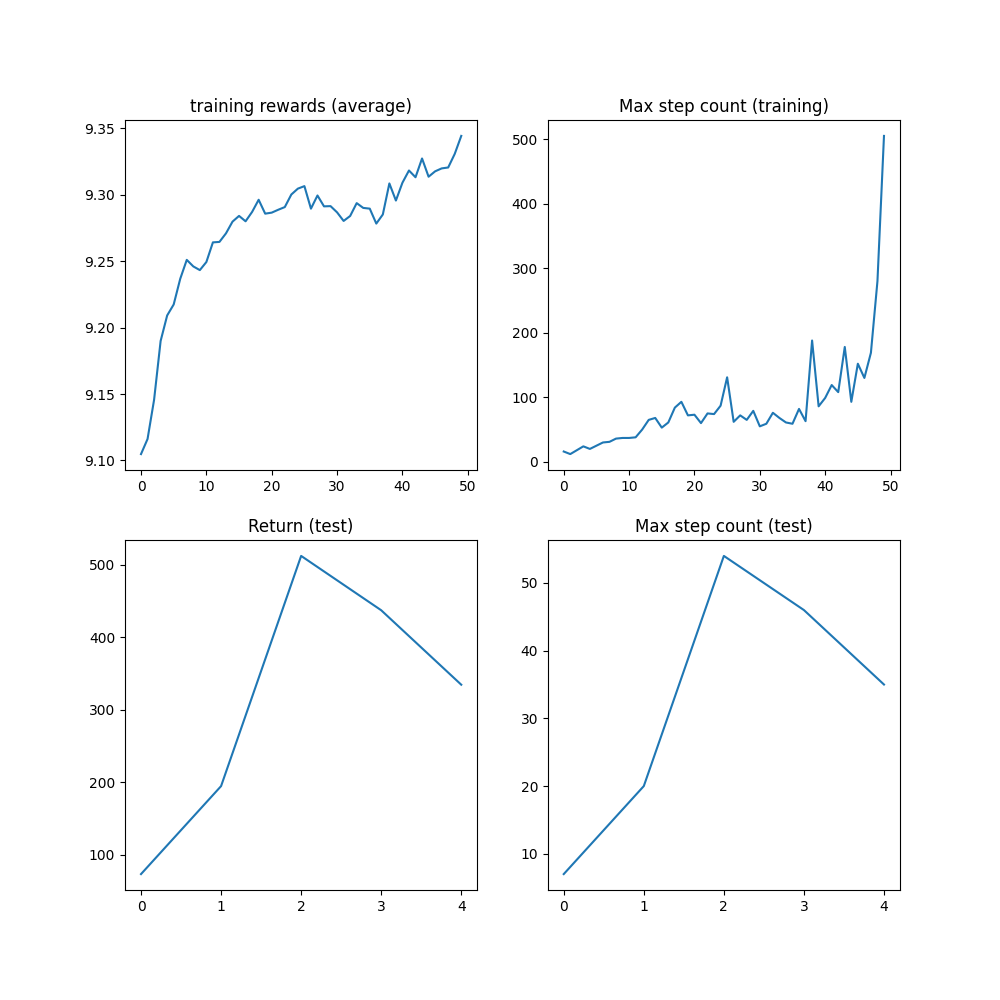 training rewards (average)
9.35
9.30
9.25
9.20
9.15
9.10
0 10 20 30 40 50
Max step count (training)
500
400
300
200
100
0
0 10 20 30 40 50
Return (test)
500
400
300
200
100
0 1 2 3 4
Max step count (test)
50
40
30
20
10
0 1 2 3 4